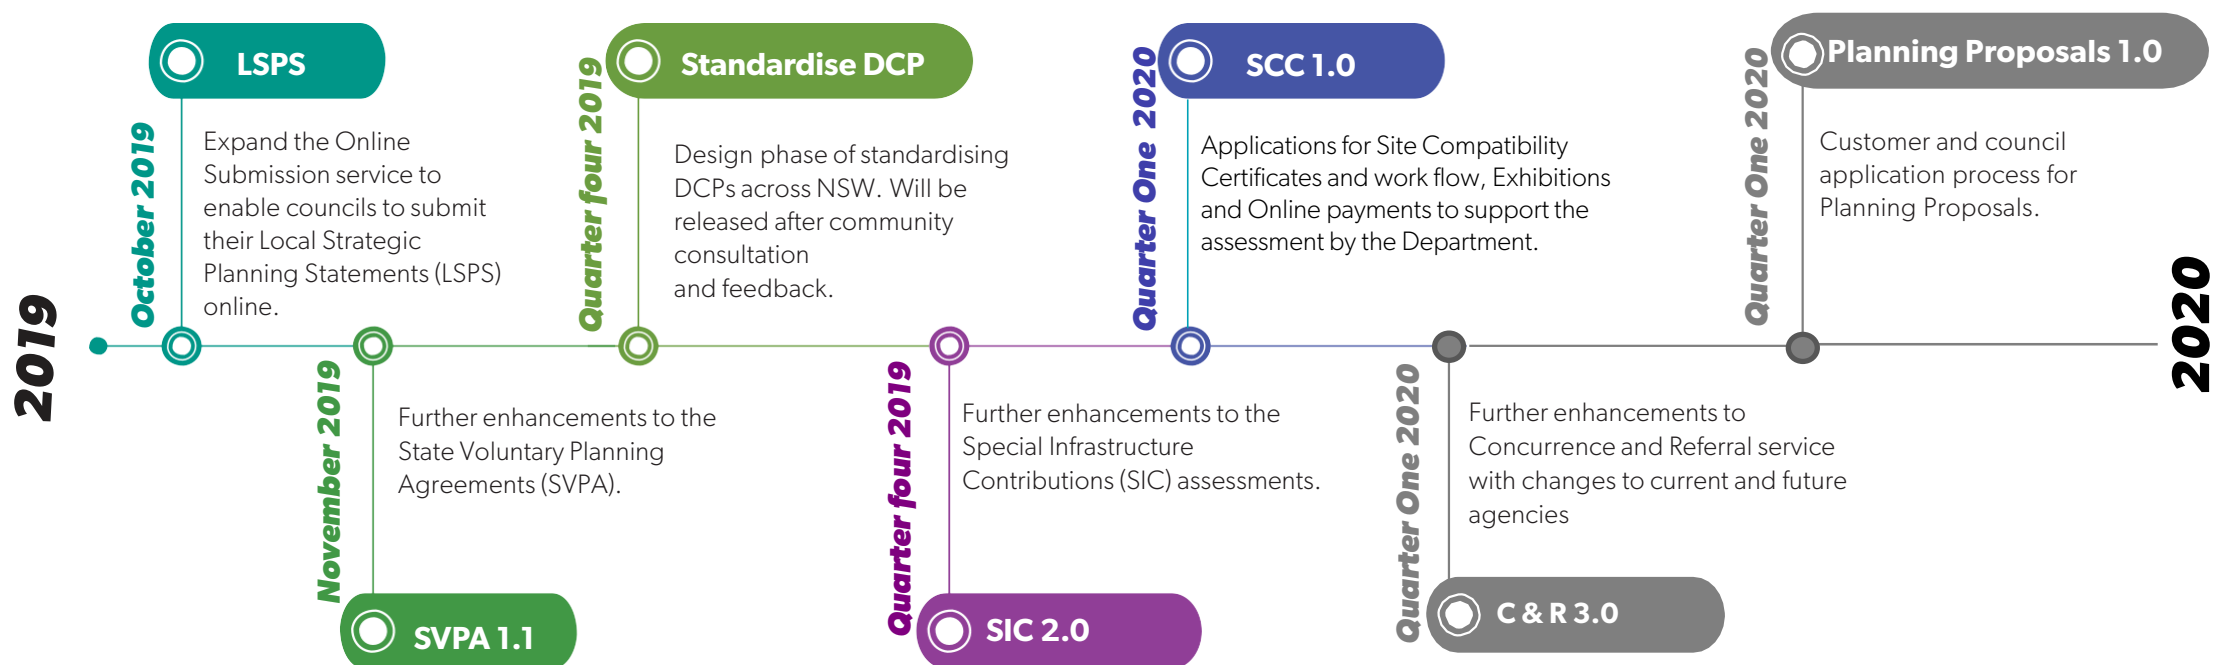 2019
October 2019
LSPS
Expand the Online
Submission service to
enable councils to submit
their Local Strategic
Planning Statements (LSPS)
online.
November 2019
Further enhancements to the
State Voluntary Planning
Agreements (SVPA).
SVPA 1.1
Quarter four 2019
Standardise DCP
Design phase of standardising
DCPs across NSW. Will be
released after community
consultation
and feedback.
Quarter four 2019
Further enhancements to the
Special Infrastructure
Contributions (SIC) assessments.
SIC 2.0
Quarter One 2020
SCC 1.0
Applications for Site Compatibility
Certificates and work flow, Exhibitions
and Online payments to support the
assessment by the Department.
Quarter One 2020
Further enhancements to
Concurrence and Referral service
with changes to current and future
agencies
C & R 3.0
Quarter One 2020
Planning Proposals 1.0
Customer and council
application process for
Planning Proposals.
2020